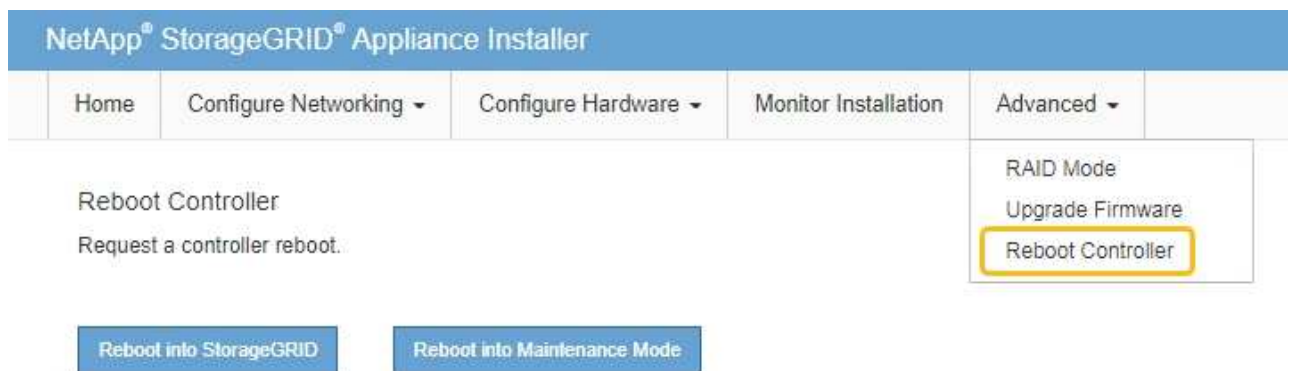 NetApp® StorageGRID® Appliance Installer
Home Configure Networking Configure Hardware Monitor Installation Advanced
RAID Mode
Upgrade Firmware
Reboot Controller
Reboot Controller
Request a controller reboot.
Reboot into StorageGRID Reboot into Maintenance Mode